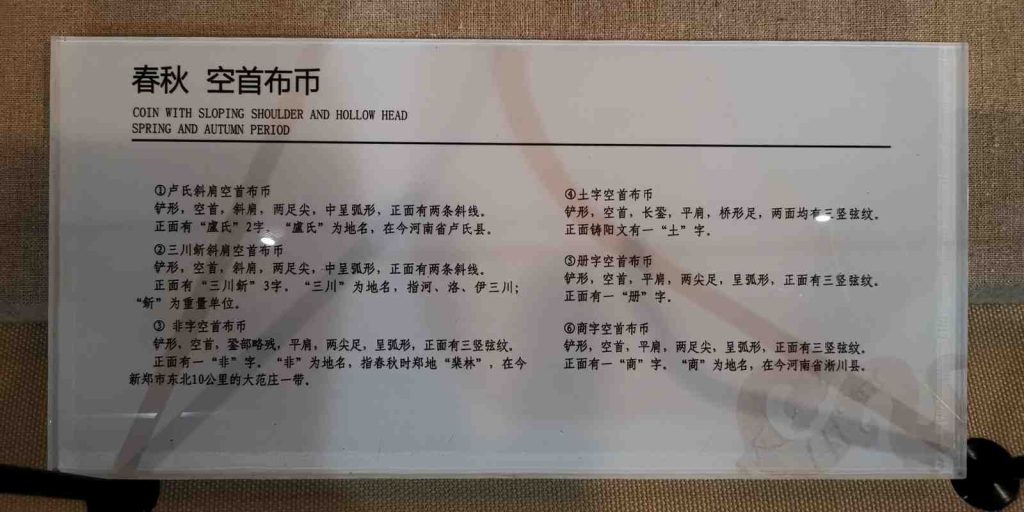 春秋 空首布币
COIN WITH SLOPING SHOULDER AND HOLLOW HEAD
SPRING AND AUTUMN PERIOD
①卢氏斜肩空首布币
铲形，空首，斜肩，两足尖，中呈弧形，正面有两条斜线。
正面有“盧氏”2字。“盧氏”为地名，在今河南省卢氏县。
②三川新斜肩空首布币
铲形，空首，斜肩，两足尖，中呈弧形，正面有两条斜线。
正面有“三川新”3字。“三川”为地名，指河、洛、伊三川；
“新”为重量单位。
③ 非字空首布币
铲形，空首，銎部略残，平肩，两尖足，呈弧形，正面有三竖弦纹。
正面有一“非”字。“非”为地名，指春秋时郑地“棐林”，在今
新郑市东北10公里的大范庄一带。
④土字空首布币
铲形，空首，长銎，平肩，桥形足，两面均有三竖弦纹。
正面铸阳文有一“土”字。
⑤册字空首布币
铲形，空首，平肩，两尖足，呈弧形，正面有三竖弦纹。
正面有一“册”字。
⑥商字空首布币
铲形，空首，平肩，两足尖，呈弧形，正面有三竖弦纹。
正面有一“商”字。“商”为地名，在今河南省淅川县。